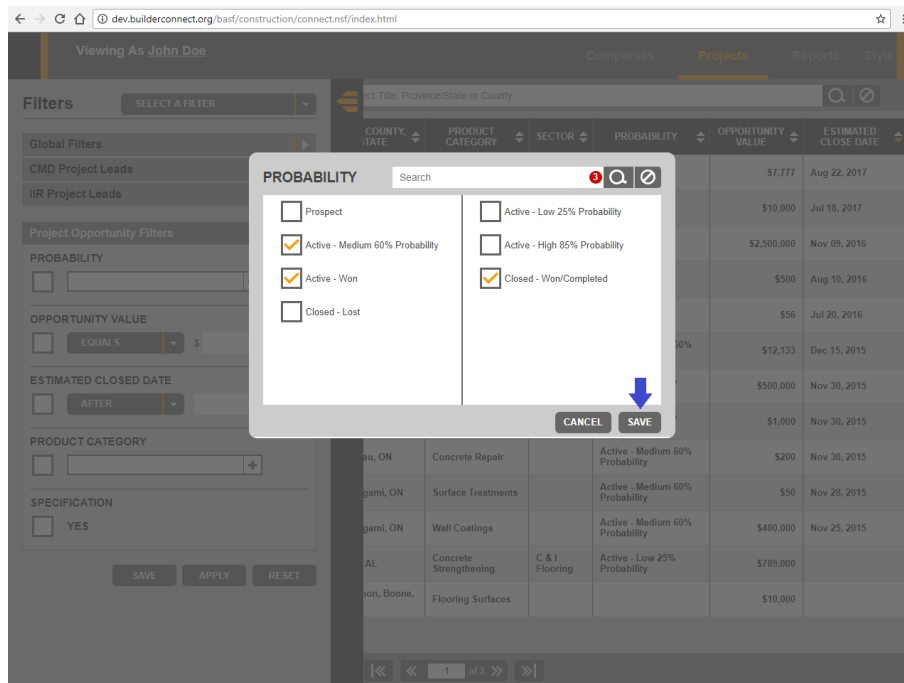 dev.builderconnect.org/basf/construction/connect.nsf/index.html
Viewing As John Doe
Companies Projects Reports Style
Filters SELECT A FILTER
Global Filters
CMD Project Leads
IIR Project Leads
Project Opportunity Filters
PROBABILITY
OPPORTUNITY VALUE
EQUALS $
ESTIMATED CLOSED DATE
AFTER
PRODUCT CATEGORY
SPECIFICATION
YES
SAVE APPLY RESET
ect Title, Province/State or County
COUNTY, PRODUCT SECTOR PROBABILITY OPPORTUNITY ESTIMATED
STATE CATEGORY VALUE CLOSE DATE
$7,777 Aug 22, 2017
$10,000 Jul 18, 2017
$2,500,000 Nov 09, 2016
$500 Aug 10, 2016
$56 Jul 20, 2016
60%
$12,133 Dec 15, 2015
$500,000 Nov 30, 2015
$1,000 Nov 30, 2015
au, ON Concrete Repair Active - Medium 60% Probability $200 Nov 30, 2015
gami, ON Surface Treatments Active - Medium 60% Probability $50 Nov 28, 2015
gami, ON Wall Coatings Active - Medium 60% Probability $400,000 Nov 25, 2015
AL Concrete Strengthening C & I Flooring Active - Low 25% Probability $789,000
non, Boone, Flooring Surfaces $10,000
1 of 3
PROBABILITY Search 3
Prospect
Active - Medium 60% Probability
Active - Won
Closed - Lost
Active - Low 25% Probability
Active - High 85% Probability
Closed - Won/Completed
CANCEL SAVE